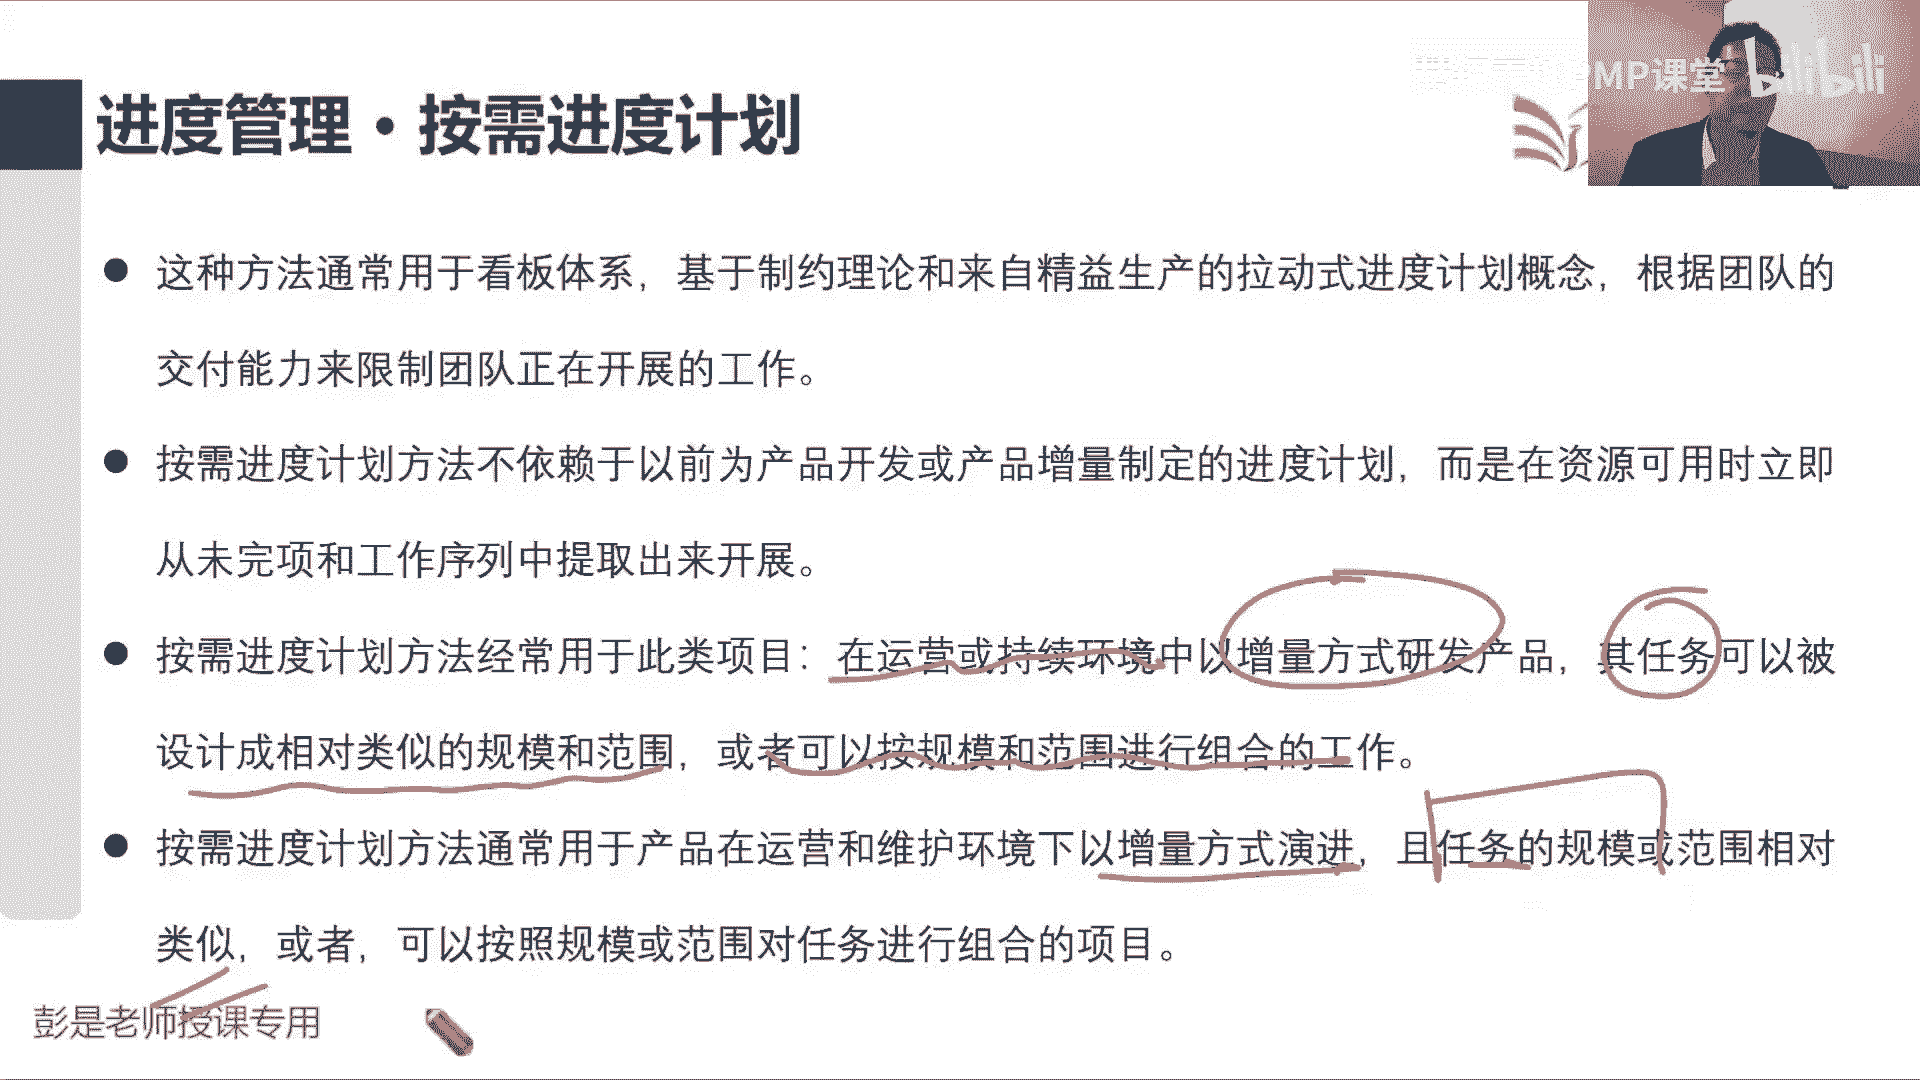 PMP课堂 bilibili
进度管理·按需进度计划
这种方法通常用于看板体系，基于制约理论和来自精益生产的拉动式进度计划概念，根据团队的
交付能力来限制团队正在开展的工作。
按需进度计划方法不依赖于以前为产品开发或产品增量制定的进度计划，而是在资源可用时立即
从未完项和工作序列中提取出来开展。
按需进度计划方法经常用于此类项目：在运营或持续环境中以增量方式研发产品，其任务可以被
设计成相对类似的规模和范围，或者可以按规模和范围进行组合的工作。
按需进度计划方法通常用于产品在运营和维护环境下以增量方式演进，且任务的规模或范围相对
类似，或者，可以按照规模或范围对任务进行组合的项目。
彭是老师授课专用